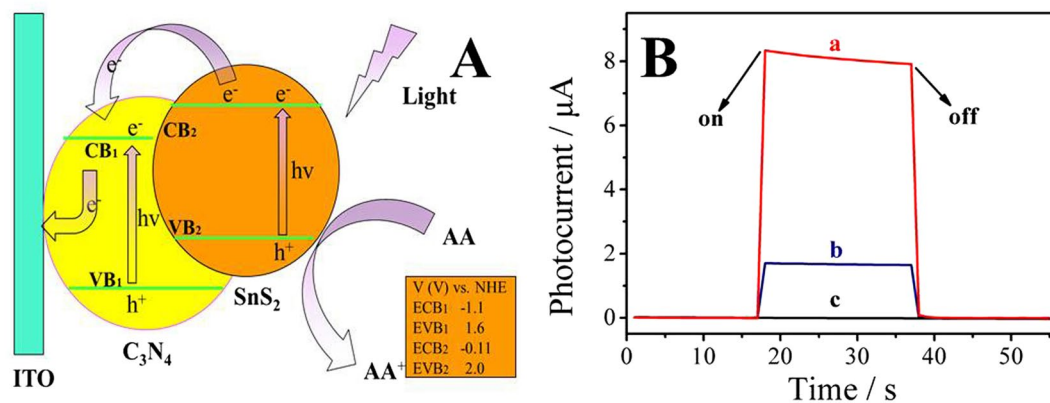 A
Light
e-
e-
e-
e-
CB1
CB2
e-
hν
hν
VB1
VB2
h+
h+
AA
AA+
SnS2
C3N4
ITO
V (V) vs. NHE
ECB1 -1.1
EVB1 1.6
ECB2 -0.11
EVB2 2.0
B
Photocurrent / μA
8
6
4
2
0
a
on
off
b
c
0
10
20
30
40
50
Time / s